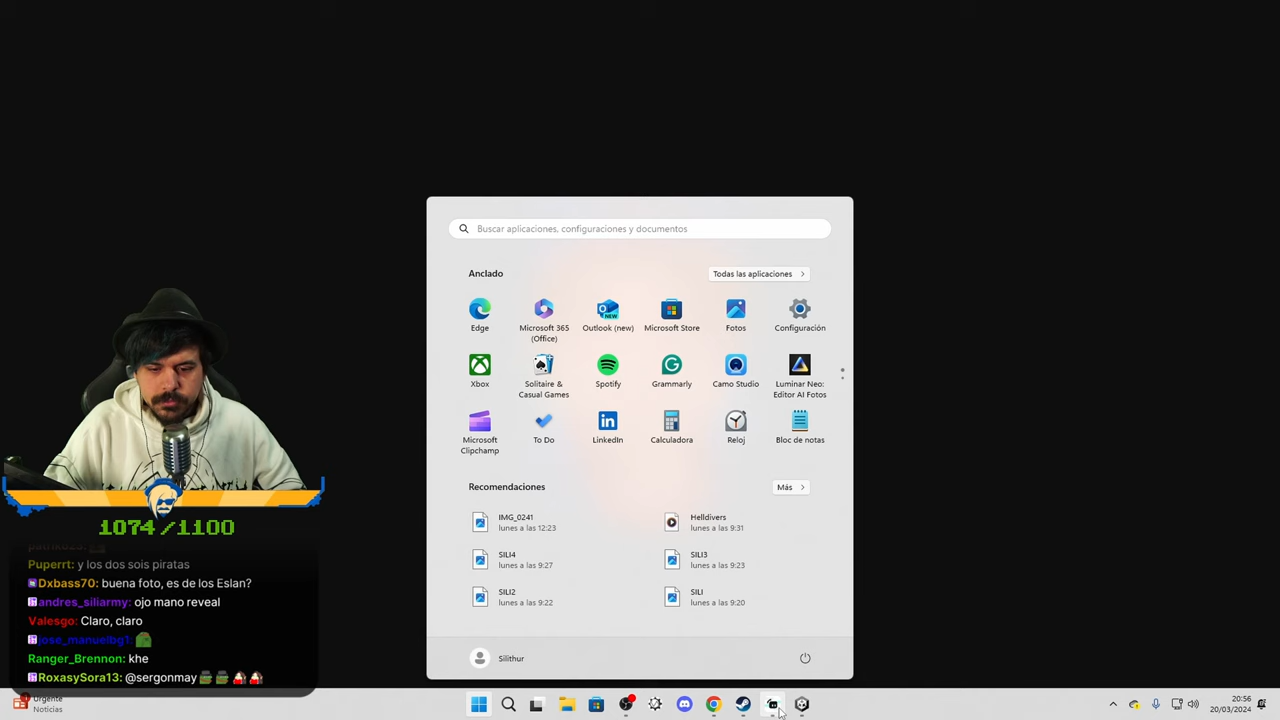 Buscar aplicaciones, configuraciones y documentos
Anclado
Todas las aplicaciones
Edge
Microsoft 365
(Office)
Outlook (new)
Microsoft Store
Fotos
Configuración
Xbox
Solitaire &
Casual Games
Spotify
Grammarly
Camo Studio
Luminar Neo:
Editor AI Fotos
Microsoft
Clipchamp
To Do
LinkedIn
Calculadora
Reloj
Bloc de notas
Recomendaciones
Más
IMG_0241
lunes a las 12:23
Helldivers
lunes a las 9:31
SILI4
lunes a las 9:27
SILI3
lunes a las 9:23
SILI2
lunes a las 9:22
SILI
lunes a las 9:20
Silithur
1074/1100
Puperrt: y los dos sois piratas
Dxbass70: buena foto, es de los Eslan?
andres_siliarmy: ojo mano reveal
Valesgo: Claro, claro
jose_manuelbg1:
Ranger_Brennon: khe
RoxasySora13: @sergonmay
Urgente
Noticias
20:56
20/03/2024